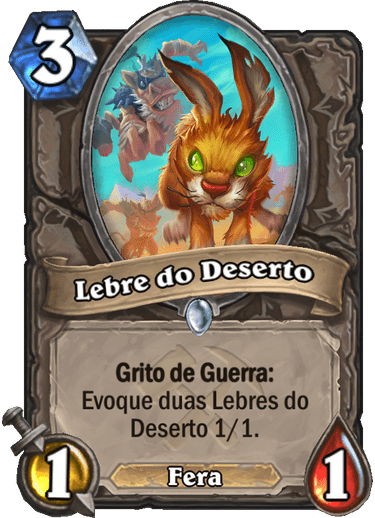 3
Lebre do Deserto
Grito de Guerra:
Evoque duas Lebres do
Deserto 1/1.
1
Fera
1